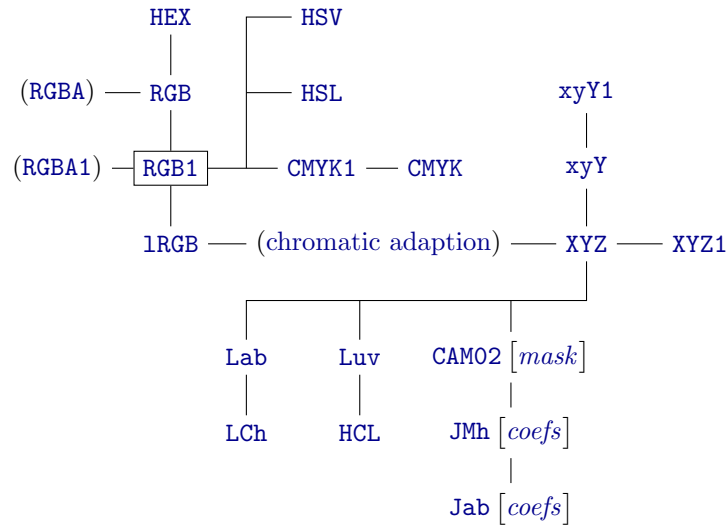 HEX HSV
(RGBA) RGB HSL xyY1
(RGBA1) RGB1 CMYK1 CMYK xyY
lRGB (chromatic adaption) XYZ XYZ1
Lab Luv CAM02 [mask]
LCh HCL JMh [coefs]
Jab [coefs]